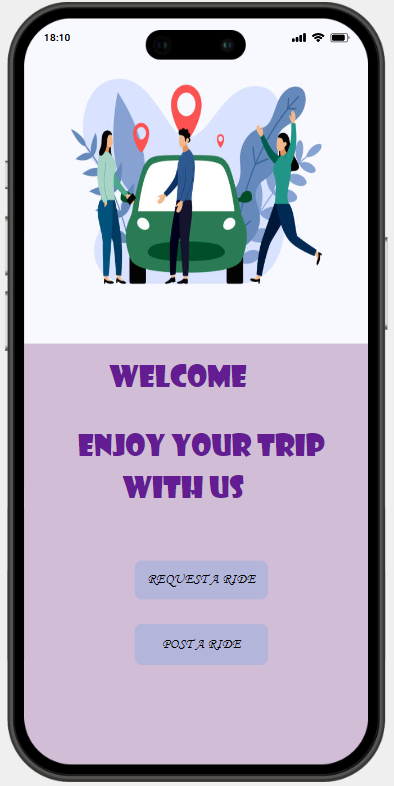 18:10
WELCOME
ENJOY YOUR TRIP
WITH US
REQUEST A RIDE
POST A RIDE